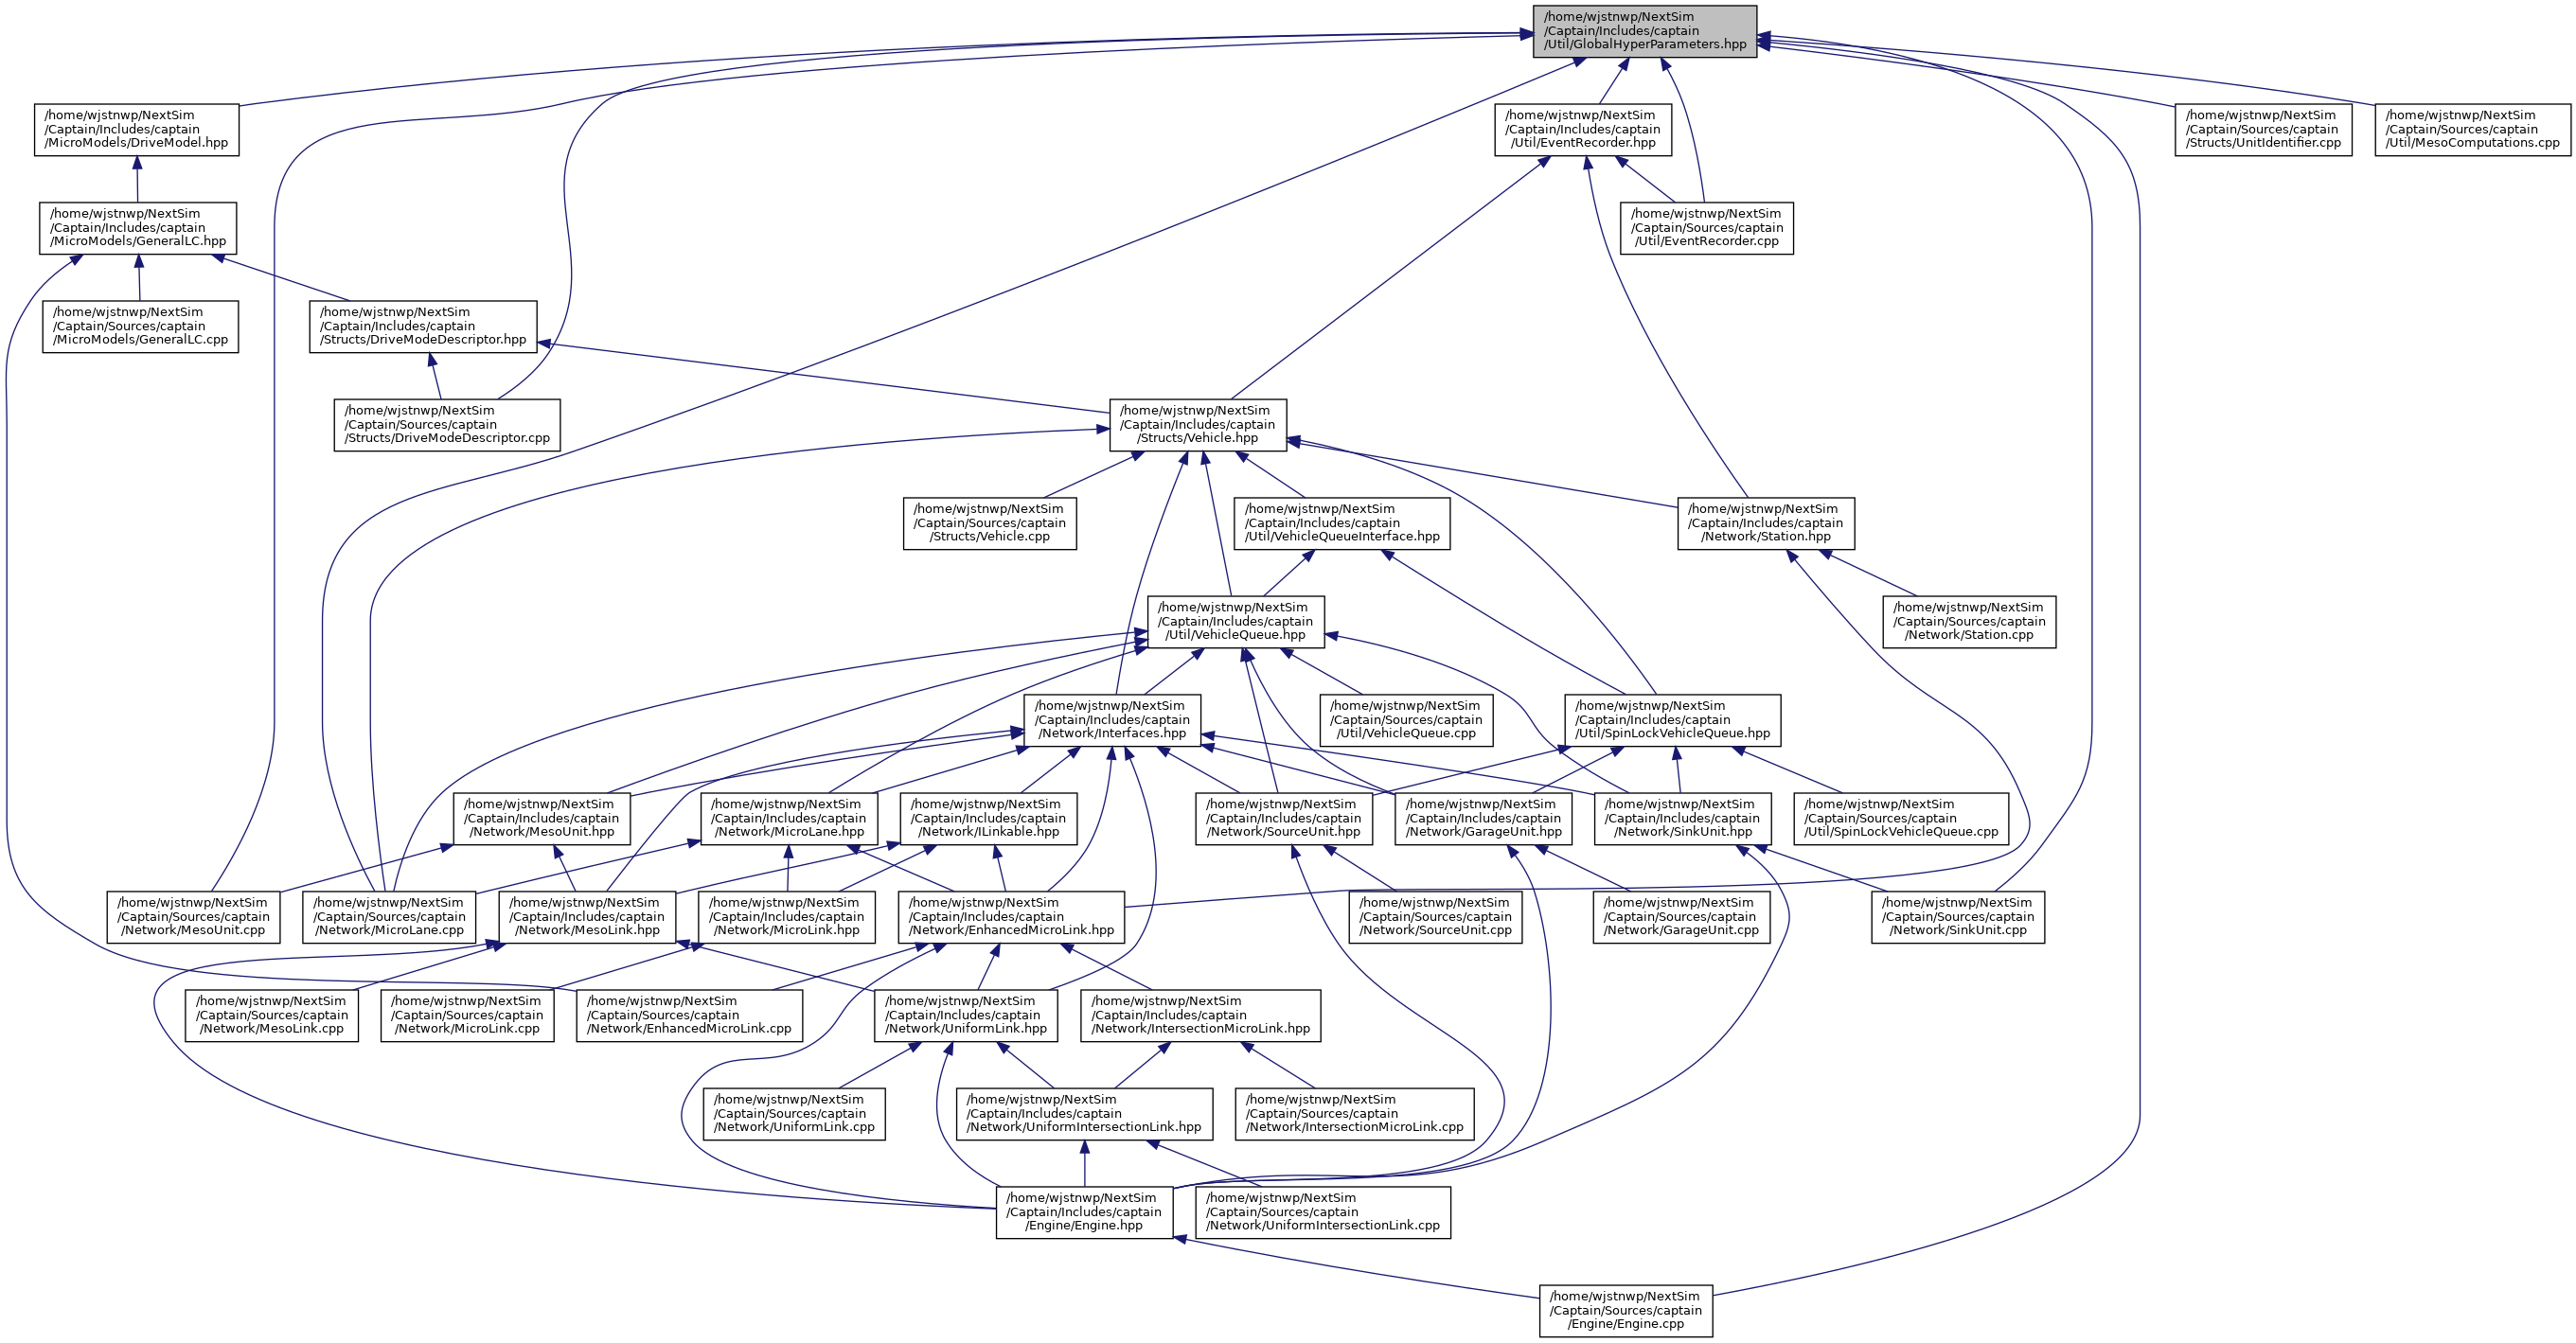 /home/wjstnwp/NextSim
/Captain/Includes/captain
/Util/GlobalHyperParameters.hpp
/home/wjstnwp/NextSim
/Captain/Includes/captain
/MicroModels/DriveModel.hpp
/home/wjstnwp/NextSim
/Captain/Includes/captain
/Util/EventRecorder.hpp
/home/wjstnwp/NextSim
/Captain/Sources/captain
/Structs/UnitIdentifier.cpp
/home/wjstnwp/NextSim
/Captain/Sources/captain
/Util/MesoComputations.cpp
/home/wjstnwp/NextSim
/Captain/Includes/captain
/MicroModels/GeneralLC.hpp
/home/wjstnwp/NextSim
/Captain/Sources/captain
/Util/EventRecorder.cpp
/home/wjstnwp/NextSim
/Captain/Sources/captain
/MicroModels/GeneralLC.cpp
/home/wjstnwp/NextSim
/Captain/Includes/captain
/Structs/DriveModeDescriptor.hpp
/home/wjstnwp/NextSim
/Captain/Sources/captain
/Structs/DriveModeDescriptor.cpp
/home/wjstnwp/NextSim
/Captain/Includes/captain
/Structs/Vehicle.hpp
/home/wjstnwp/NextSim
/Captain/Sources/captain
/Structs/Vehicle.cpp
/home/wjstnwp/NextSim
/Captain/Includes/captain
/Util/VehicleQueueInterface.hpp
/home/wjstnwp/NextSim
/Captain/Includes/captain
/Network/Station.hpp
/home/wjstnwp/NextSim
/Captain/Includes/captain
/Util/VehicleQueue.hpp
/home/wjstnwp/NextSim
/Captain/Sources/captain
/Network/Station.cpp
/home/wjstnwp/NextSim
/Captain/Includes/captain
/Network/Interfaces.hpp
/home/wjstnwp/NextSim
/Captain/Sources/captain
/Util/VehicleQueue.cpp
/home/wjstnwp/NextSim
/Captain/Includes/captain
/Util/SpinLockVehicleQueue.hpp
/home/wjstnwp/NextSim
/Captain/Includes/captain
/Network/MesoUnit.hpp
/home/wjstnwp/NextSim
/Captain/Includes/captain
/Network/MicroLane.hpp
/home/wjstnwp/NextSim
/Captain/Includes/captain
/Network/ILinkable.hpp
/home/wjstnwp/NextSim
/Captain/Includes/captain
/Network/SourceUnit.hpp
/home/wjstnwp/NextSim
/Captain/Includes/captain
/Network/GarageUnit.hpp
/home/wjstnwp/NextSim
/Captain/Includes/captain
/Network/SinkUnit.hpp
/home/wjstnwp/NextSim
/Captain/Sources/captain
/Util/SpinLockVehicleQueue.cpp
/home/wjstnwp/NextSim
/Captain/Sources/captain
/Network/MesoUnit.cpp
/home/wjstnwp/NextSim
/Captain/Sources/captain
/Network/MicroLane.cpp
/home/wjstnwp/NextSim
/Captain/Includes/captain
/Network/MesoLink.hpp
/home/wjstnwp/NextSim
/Captain/Includes/captain
/Network/MicroLink.hpp
/home/wjstnwp/NextSim
/Captain/Includes/captain
/Network/EnhancedMicroLink.hpp
/home/wjstnwp/NextSim
/Captain/Sources/captain
/Network/SourceUnit.cpp
/home/wjstnwp/NextSim
/Captain/Sources/captain
/Network/GarageUnit.cpp
/home/wjstnwp/NextSim
/Captain/Sources/captain
/Network/SinkUnit.cpp
/home/wjstnwp/NextSim
/Captain/Sources/captain
/Network/MesoLink.cpp
/home/wjstnwp/NextSim
/Captain/Sources/captain
/Network/MicroLink.cpp
/home/wjstnwp/NextSim
/Captain/Sources/captain
/Network/EnhancedMicroLink.cpp
/home/wjstnwp/NextSim
/Captain/Includes/captain
/Network/UniformLink.hpp
/home/wjstnwp/NextSim
/Captain/Includes/captain
/Network/IntersectionMicroLink.hpp
/home/wjstnwp/NextSim
/Captain/Sources/captain
/Network/UniformLink.cpp
/home/wjstnwp/NextSim
/Captain/Includes/captain
/Network/UniformIntersectionLink.hpp
/home/wjstnwp/NextSim
/Captain/Sources/captain
/Network/IntersectionMicroLink.cpp
/home/wjstnwp/NextSim
/Captain/Includes/captain
/Engine/Engine.hpp
/home/wjstnwp/NextSim
/Captain/Sources/captain
/Network/UniformIntersectionLink.cpp
/home/wjstnwp/NextSim
/Captain/Sources/captain
/Engine/Engine.cpp